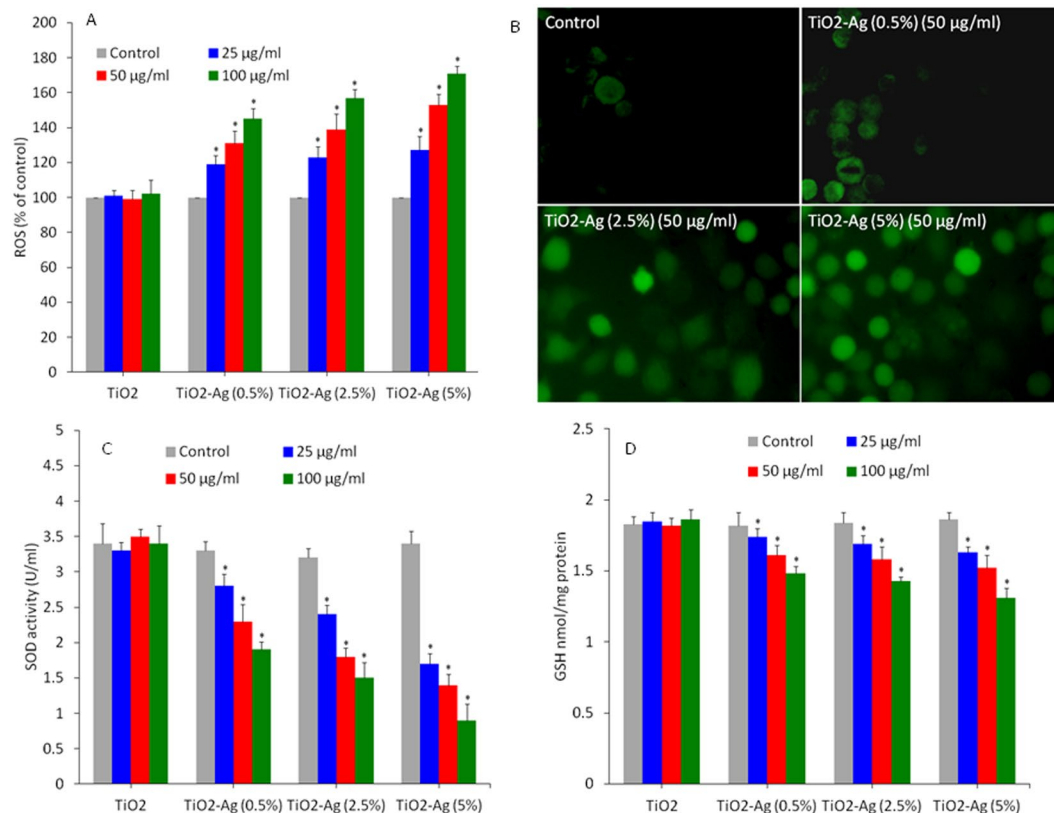 A
ROS (% of control)
200
180
160
140
120
100
80
60
40
20
0
Control
25 µg/ml
50 µg/ml
100 µg/ml
* * * * * * * * *
TiO2
TiO2-Ag (0.5%)
TiO2-Ag (2.5%)
TiO2-Ag (5%)
B
Control
TiO2-Ag (0.5%) (50 µg/ml)
TiO2-Ag (2.5%) (50 µg/ml)
TiO2-Ag (5%) (50 µg/ml)
C
SOD activity (U/ml)
5
4.5
4
3.5
3
2.5
2
1.5
1
0.5
0
Control
25 µg/ml
50 µg/ml
100 µg/ml
* * * * * * * * *
TiO2
TiO2-Ag (0.5%)
TiO2-Ag (2.5%)
TiO2-Ag (5%)
D
GSH nmol/mg protein
2.5
2
1.5
1
0.5
0
Control
25 µg/ml
50 µg/ml
100 µg/ml
* * * * * * * * *
TiO2
TiO2-Ag (0.5%)
TiO2-Ag (2.5%)
TiO2-Ag (5%)